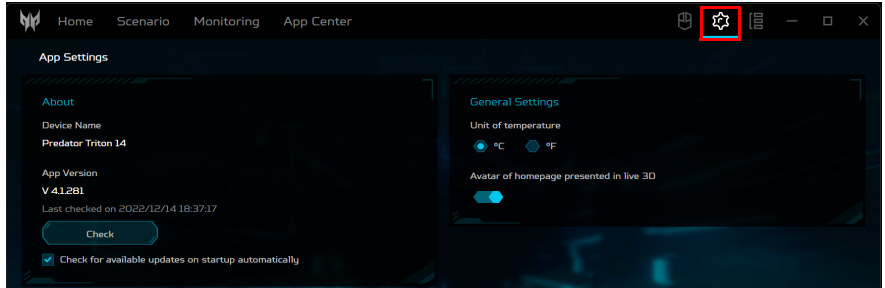 Home Scenario Monitoring App Center
App Settings
About
Device Name
Predator Triton 14
App Version
V 4.1.281
Last checked on 2022/12/14 18:37:17
Check
Check for available updates on startup automatically
General Settings
Unit of temperature
°C °F
Avatar of homepage presented in live 3D